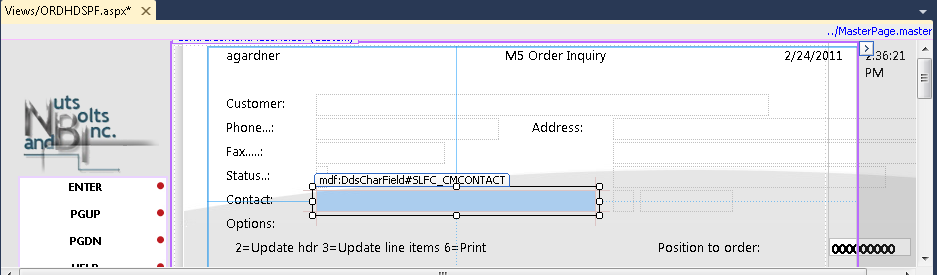 Views/ORDHDSPF.aspx* ×
../MasterPage.master
agardner M5 Order Inquiry 2/24/2011 2:36:21
PM
Customer:
Phone..: Address:
Fax.....:
Status..:
mdf:DdsCharField#SLFC_CMCONTACT
Contact:
Options:
2=Update hdr 3=Update line items 6=Print Position to order: 000000000
Nuts
Bolts
and Inc.
ENTER
PGUP
PGDN
HELP